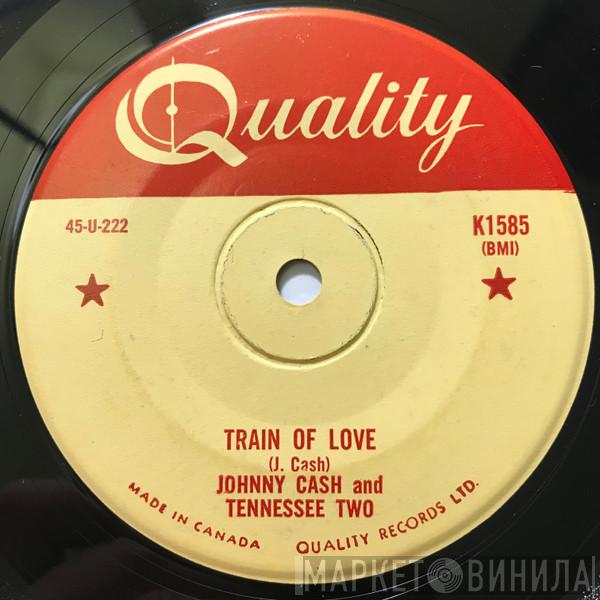 Quality
45-U-222
K1585
(BMI)
TRAIN OF LOVE
(J. Cash)
JOHNNY CASH and
TENNESSEE TWO
MADE IN CANADA QUALITY RECORDS LTD.
МАРКЕТ ВИНИЛА